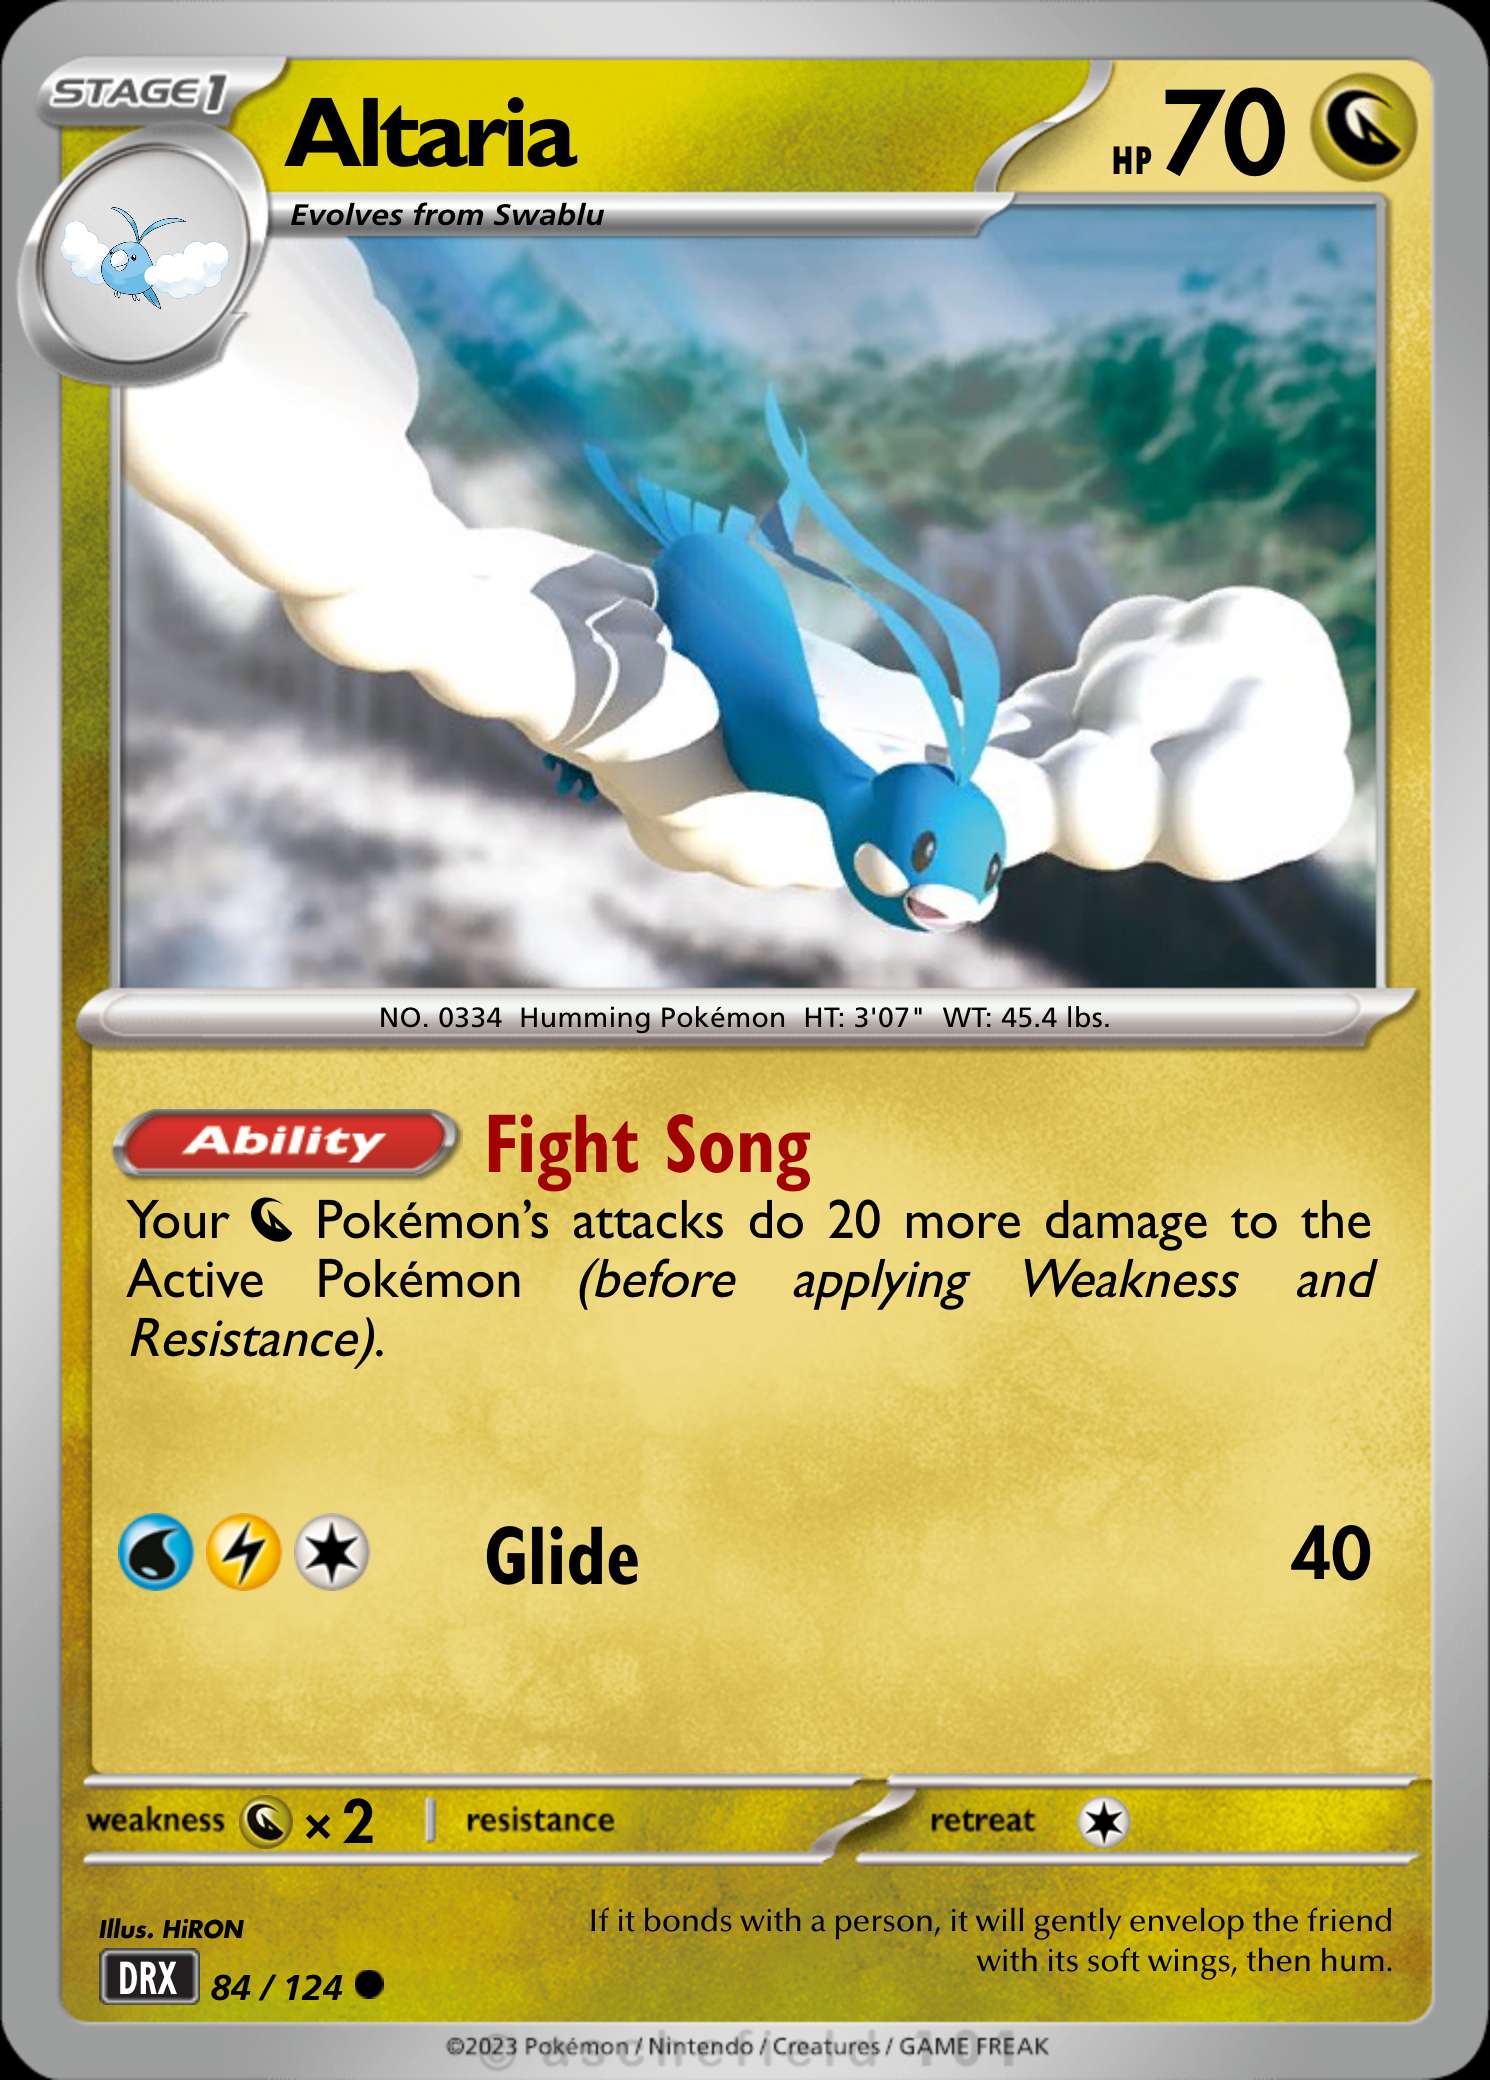 STAGE1
Altaria
HP 70
Evolves from Swablu
NO. 0334 Humming Pokémon HT: 3'07" WT: 45.4 lbs.
Ability Fight Song
Your Pokémon's attacks do 20 more damage to the
Active Pokémon (before applying Weakness and
Resistance).
Glide 40
weakness × 2 resistance retreat
Illus. HiRON
If it bonds with a person, it will gently envelop the friend
with its soft wings, then hum.
DRX 84 / 124
©2023 Pokémon / Nintendo / Creatures / GAME FREAK